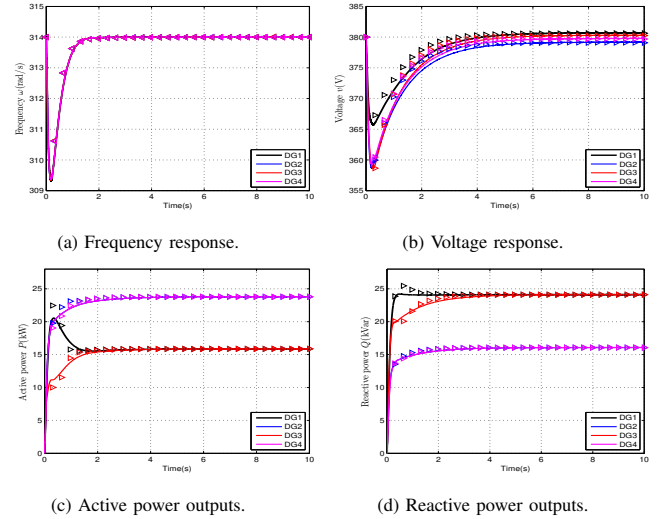 315
314
313
312
311
310
309
Frequency ω(rad/s)
0 2 4 6 8 10
Time(s)
DG1
DG2
DG3
DG4
(a) Frequency response.
385
380
375
370
365
360
355
Voltage v(V)
0 2 4 6 8 10
Time(s)
DG1
DG2
DG3
DG4
(b) Voltage response.
25
20
15
10
5
0
Active power P(kW)
0 2 4 6 8 10
Time(s)
DG1
DG2
DG3
DG4
(c) Active power outputs.
25
20
15
10
5
0
Reactive power Q(kVar)
0 2 4 6 8 10
Time(s)
DG1
DG2
DG3
DG4
(d) Reactive power outputs.